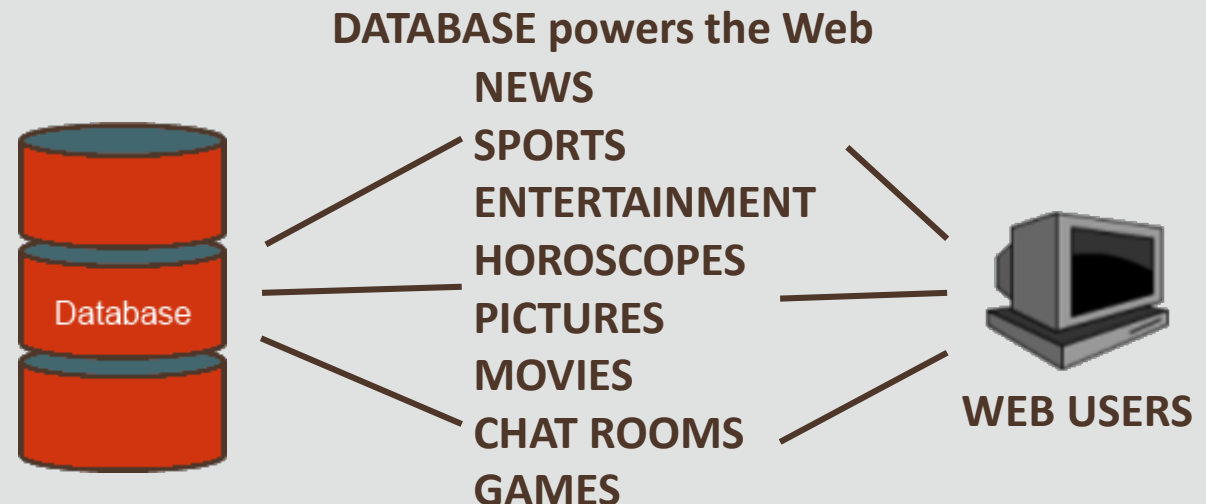 DATABASE powers the Web
NEWS
SPORTS
ENTERTAINMENT
HOROSCOPES
PICTURES
MOVIES
CHAT ROOMS
GAMES
Database
WEB USERS